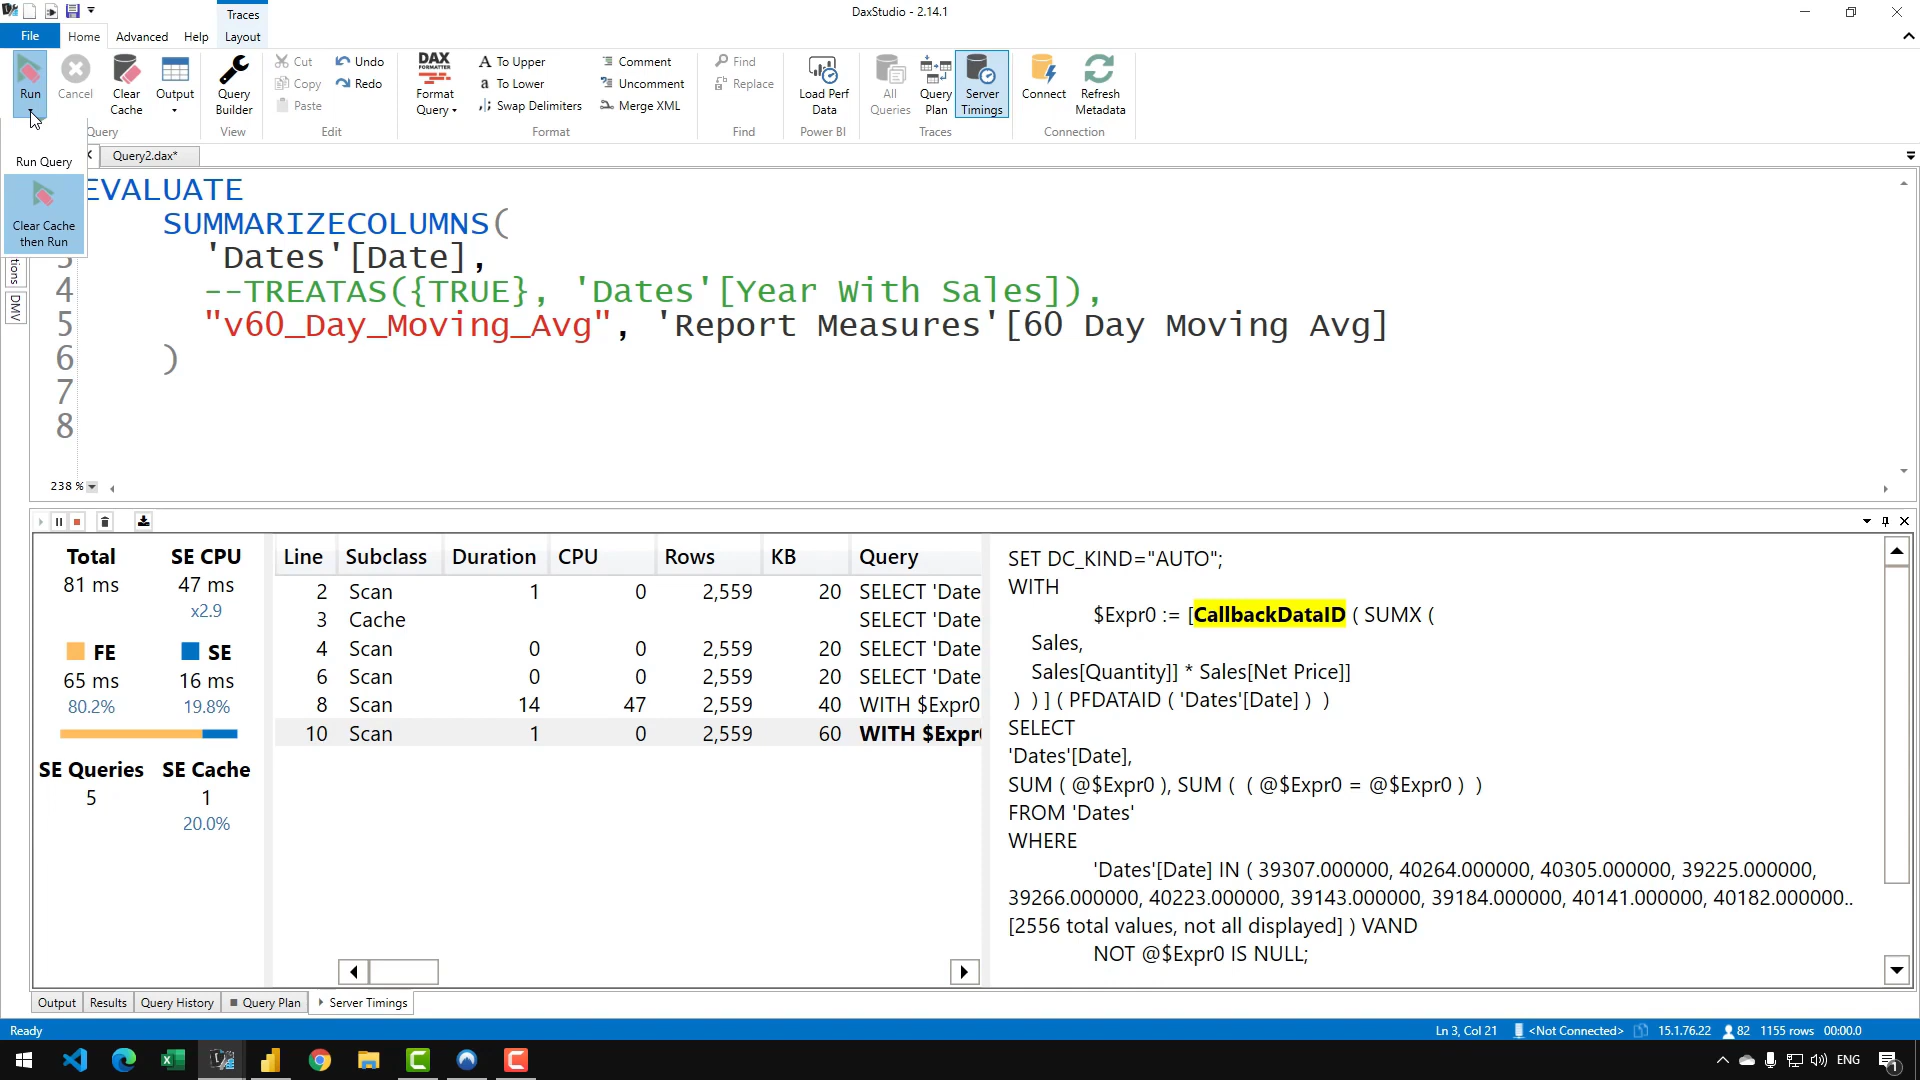 DaxStudio - 2.14.1
Traces
File Home Advanced Help Layout
Run
Cancel
Clear Cache
Output
Query Builder
Cut
Copy
Paste
Undo
Redo
DAX
FORMATTER
Format Query
To Upper
To Lower
Swap Delimiters
Comment
Uncomment
Merge XML
Find
Replace
Load Perf Data
All Queries
Query Plan
Server Timings
Connect
Refresh Metadata
Query View Edit Format Find Power BI Traces Connection
Run Query
Clear Cache then Run
Query2.dax*
tions
DMV
EVALUATE
SUMMARIZECOLUMNS(
3 'Dates'[Date],
4 --TREATAS({TRUE}, 'Dates'[Year With Sales]),
5 "v60_Day_Moving_Avg", 'Report Measures'[60 Day Moving Avg]
6 )
7
8
238 %
Total SE CPU
81 ms 47 ms
x2.9
FE SE
65 ms 16 ms
80.2% 19.8%
SE Queries SE Cache
5 1
20.0%
Line Subclass Duration CPU Rows KB Query
2 Scan 1 0 2,559 20 SELECT 'Date
3 Cache SELECT 'Date
4 Scan 0 0 2,559 20 SELECT 'Date
6 Scan 0 0 2,559 20 SELECT 'Date
8 Scan 14 47 2,559 40 WITH $Expr0
10 Scan 1 0 2,559 60 WITH $Expr
SET DC_KIND="AUTO";
WITH
$Expr0 := [CallbackDataID ( SUMX (
Sales,
Sales[Quantity]] * Sales[Net Price]]
) ) ] ( PFDATAID ( 'Dates'[Date] ) )
SELECT
'Dates'[Date],
SUM ( @$Expr0 ), SUM ( ( @$Expr0 = @$Expr0 ) )
FROM 'Dates'
WHERE
'Dates'[Date] IN ( 39307.000000, 40264.000000, 40305.000000, 39225.000000,
39266.000000, 40223.000000, 39143.000000, 39184.000000, 40141.000000, 40182.000000..
[2556 total values, not all displayed] ) VAND
NOT @$Expr0 IS NULL;
Output Results Query History Query Plan Server Timings
Ready Ln 3, Col 21 <Not Connected> 15.1.76.22 82 1155 rows 00:00.0
ENG
1